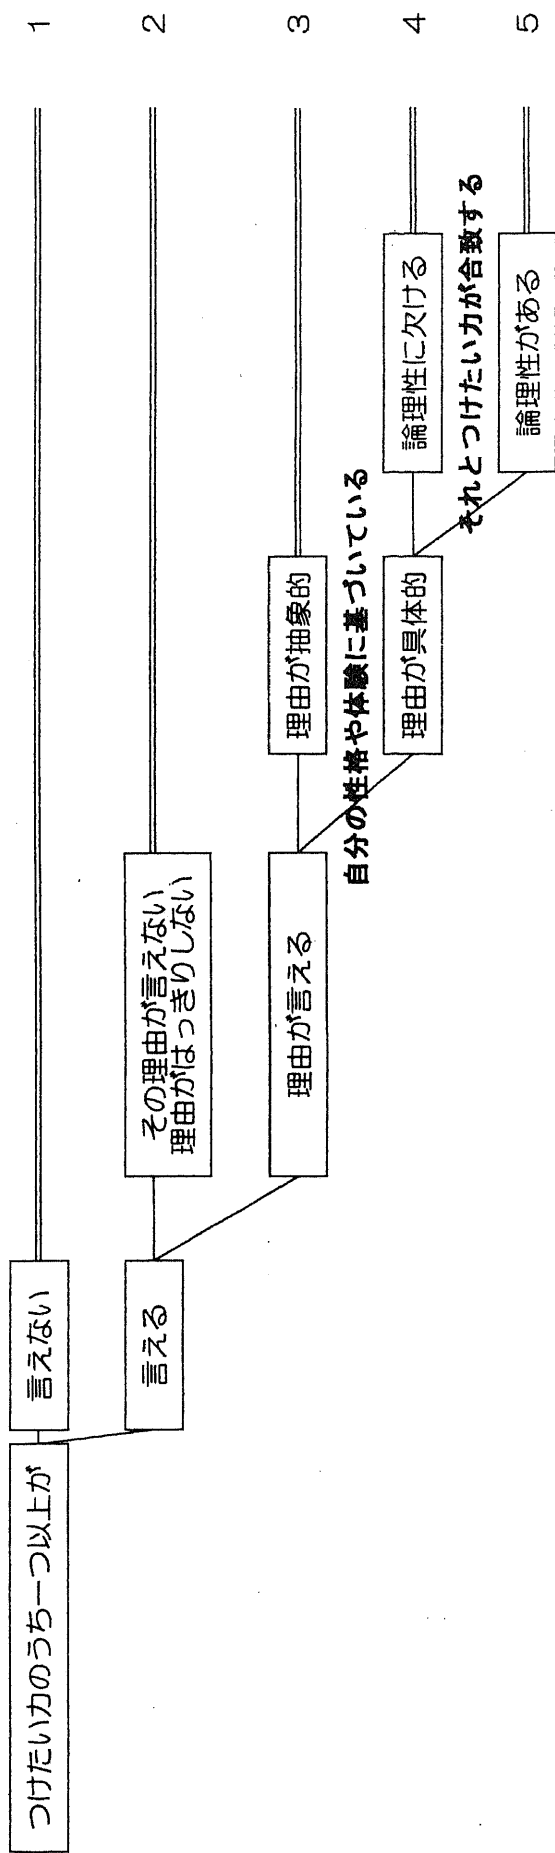 つけたい力のうち一つ以上が
言えない
1
言える
その理由が言えない
理由がはっきりしない
2
理由が言える
理由が抽象的
3
自分の性格や体験に基づいている
理由が具体的
論理性に欠ける
4
それとつけたい力が合致する
論理性がある
5